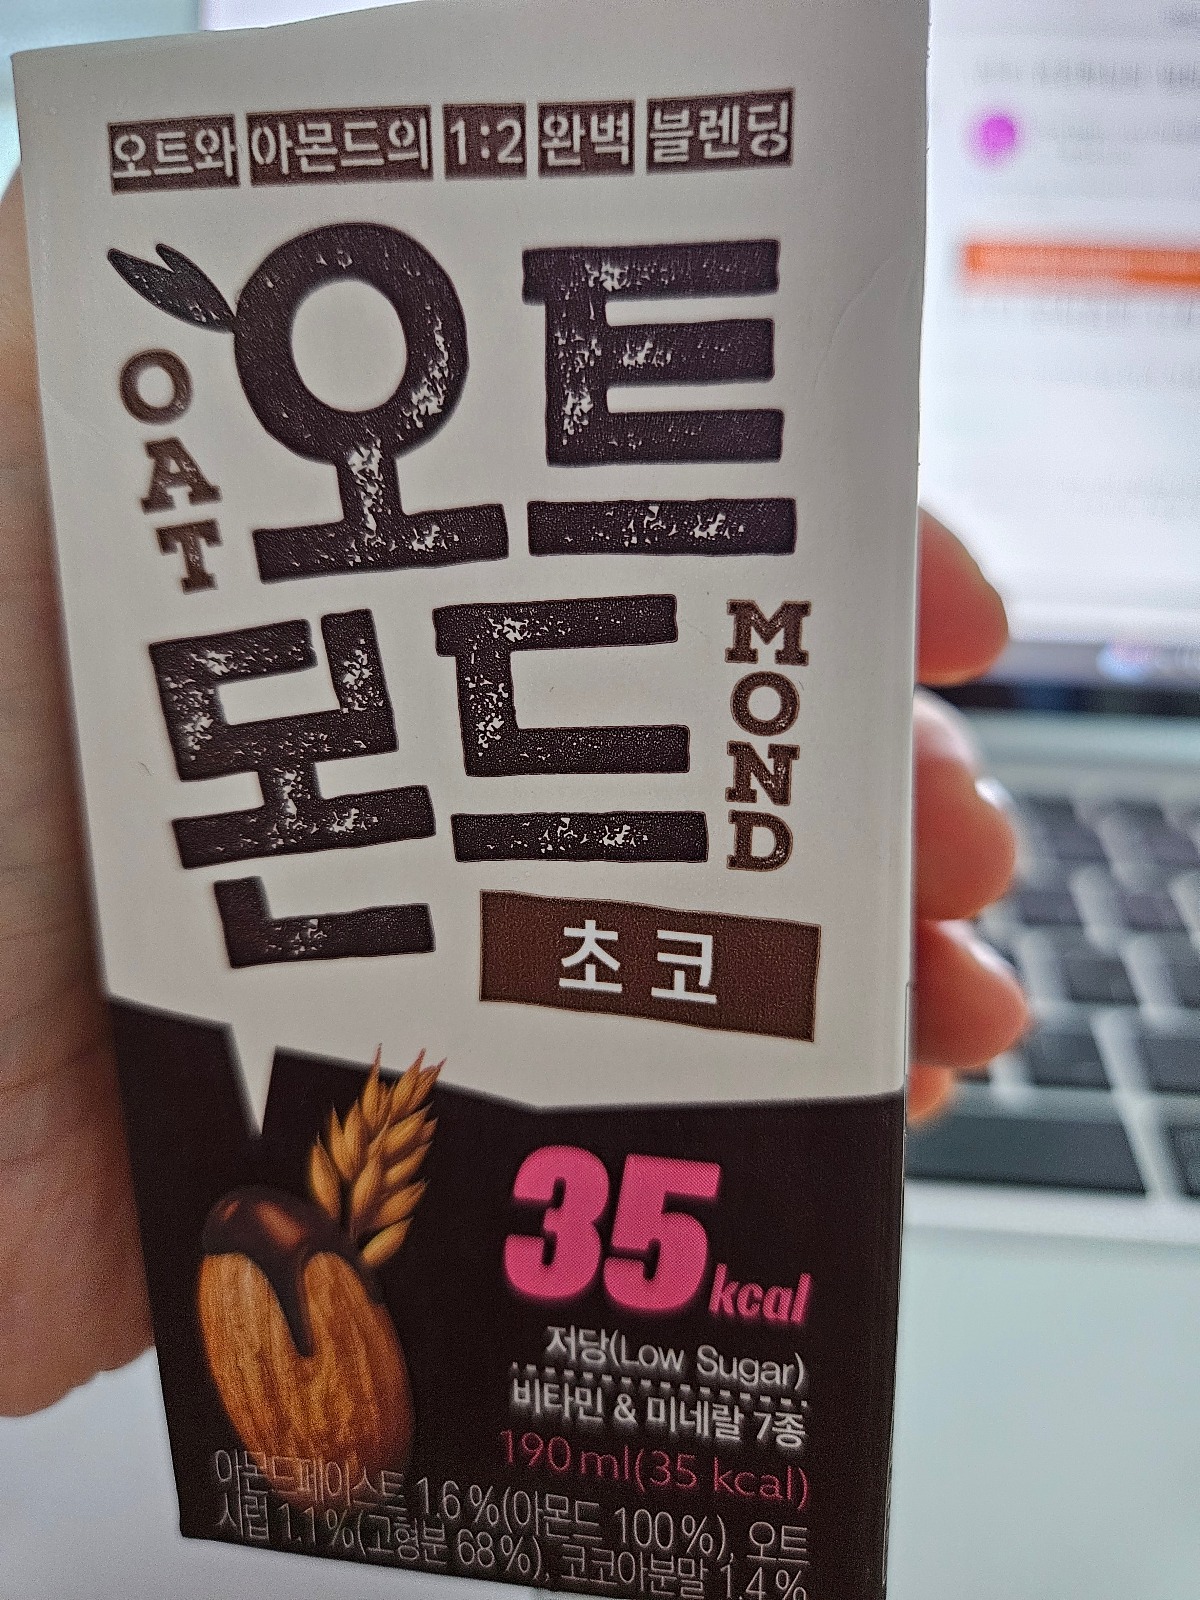 오트와 아몬드의 1:2 완벽 블렌딩
OAT
오트
몬드
MOND
초코
35 kcal
저당(Low Sugar)
비타민 & 미네랄 7종
190 ml(35 kcal)
아몬드페이스트 1.6 %(아몬드 100 %), 오트
시럽 1.1 %(고형분 68 %), 코코아분말 1.4 %